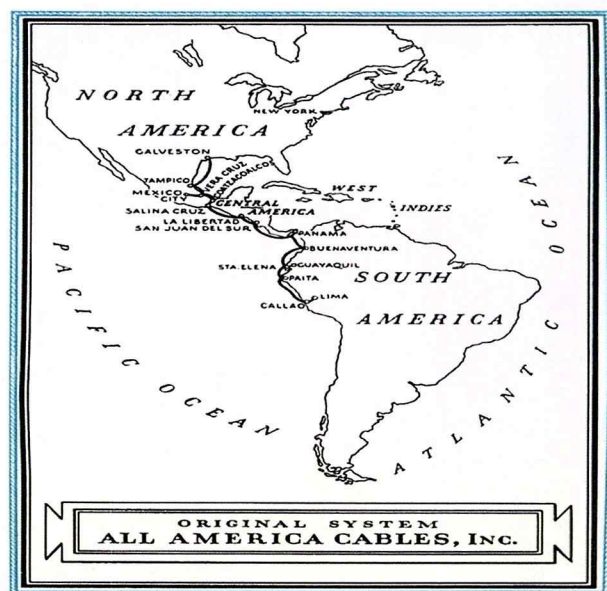 NORTH
AMERICA
NEW YORK
GALVESTON
TAMPICO
VERA CRUZ
COATZACOALCOS
MEXICO
CITY
CENTRAL
AMERICA
SALINA CRUZ
LA LIBERTAD
SAN JUAN DEL SUR
WEST
INDIES
PANAMA
BUENAVENTURA
GUAYAQUIL
STA. ELENA
PAITA
LIMA
CALLAO
SOUTH
AMERICA
PACIFIC OCEAN
ATLANTIC OCEAN
ORIGINAL SYSTEM
ALL AMERICA CABLES, INC.